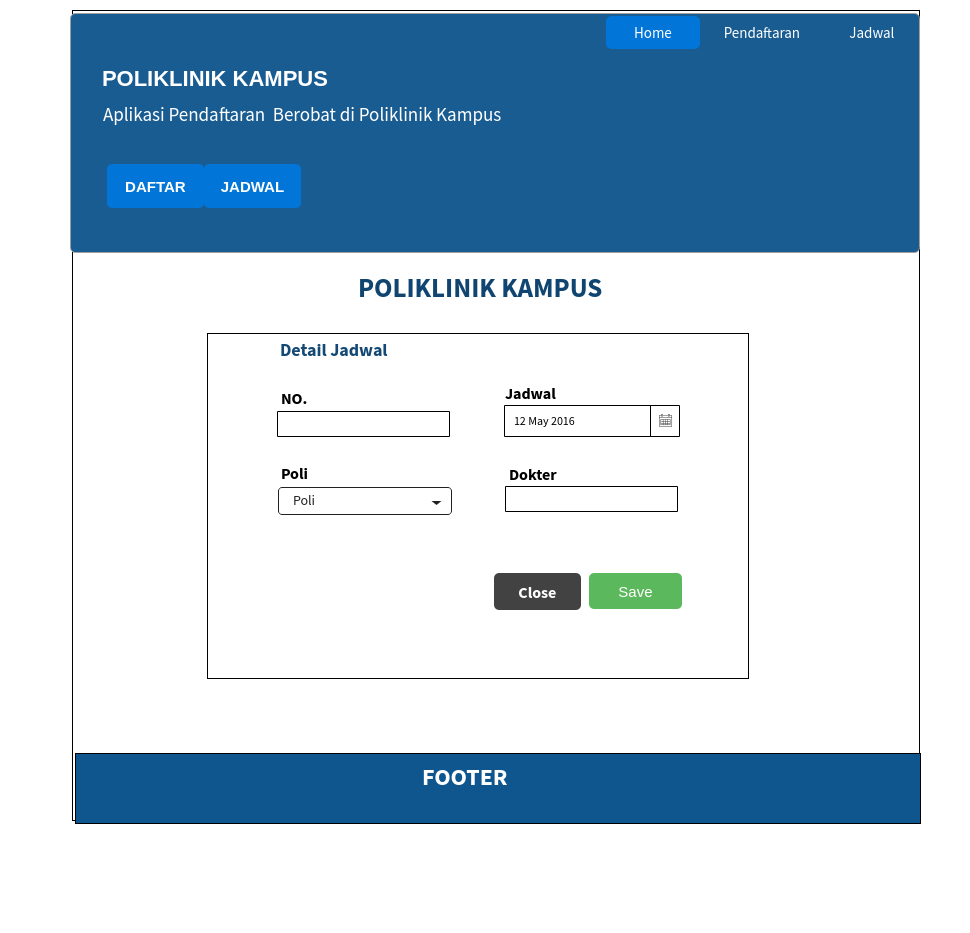 Home Pendaftaran Jadwal
POLIKLINIK KAMPUS
Aplikasi Pendaftaran  Berobat di Poliklinik Kampus
DAFTAR JADWAL
POLIKLINIK KAMPUS
Detail Jadwal
NO. Jadwal
12 May 2016
Poli Dokter
Poli
Close Save
FOOTER